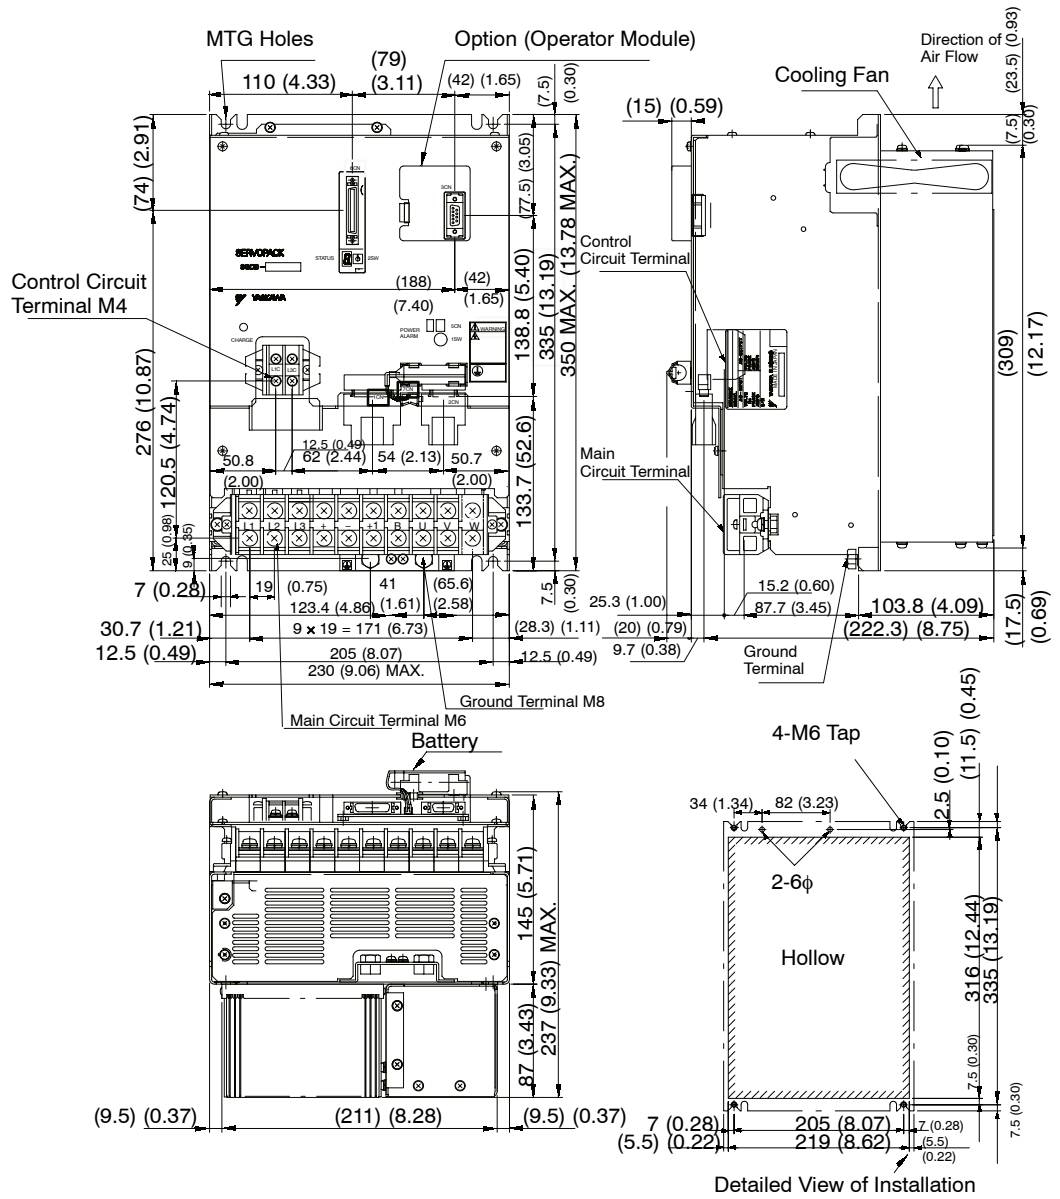 MTG Holes
Option (Operator Module)
Direction of
Air Flow
Cooling Fan
(79)
(3.11)
110 (4.33)
(42) (1.65)
(7.5)
(0.30)
(15) (0.59)
(23.5) (0.93)
(7.5)
(0.30)
(74) (2.91)
(77.5) (3.05)
3CN
SERVOPACK
STATUS
2SW
Control
Circuit Terminal
Control Circuit
Terminal M4
(188)
(7.40)
(42)
(1.65)
YASKAWA
CHARGE
POWER
ALARM
5CN
1SW
WARNING
L1C
L2C
1CN
2CN
138.8 (5.40)
335 (13.19)
350 MAX. (13.78 MAX.)
(309)
(12.17)
276 (10.87)
120.5 (4.74)
12.5 (0.49)
50.8
(2.00)
62 (2.44)
54 (2.13)
50.7
(2.00)
133.7 (52.6)
Main
Circuit Terminal
L1 L2 L3 + − +1 B U V W
25 (0.98)
9 (0.35)
7 (0.28)
19
(0.75)
41
(1.61)
(65.6)
(2.58)
7.5
(0.30)
123.4 (4.86)
30.7 (1.21)
9 x 19 = 171 (6.73)
(28.3) (1.11)
12.5 (0.49)
205 (8.07)
12.5 (0.49)
230 (9.06) MAX.
25.3 (1.00)
15.2 (0.60)
87.7 (3.45)
103.8 (4.09)
(20) (0.79)
(222.3) (8.75)
9.7 (0.38)
(17.5)
(0.69)
Ground
Terminal
Ground Terminal M8
Main Circuit Terminal M6
Battery
145 (5.71)
237 (9.33) MAX.
87 (3.43)
(9.5) (0.37)
(211) (8.28)
(9.5) (0.37)
4-M6 Tap
2.5 (0.10)
(11.5) (0.45)
34 (1.34)
82 (3.23)
2-6ϕ
Hollow
316 (12.44)
335 (13.19)
7.5 (0.30)
7.5 (0.30)
7 (0.28)
205 (8.07)
7 (0.28)
(5.5) (0.22)
219 (8.62)
(5.5)
(0.22)
Detailed View of Installation